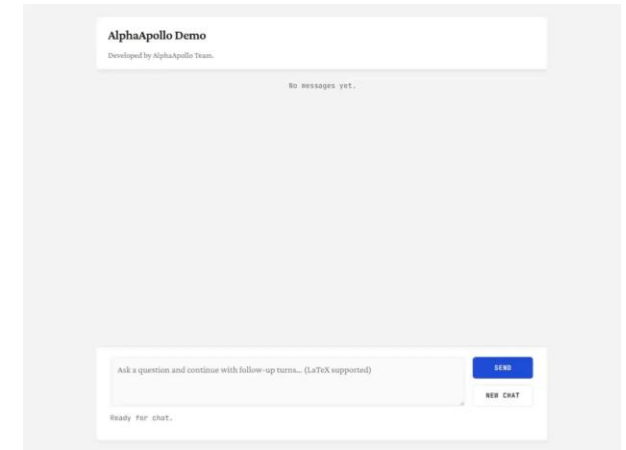 AlphaApollo Demo
Developed by AlphaApollo Team.
No messages yet.
Ask a question and continue with follow-up turns... (LaTeX supported)
SEND
NEW CHAT
Ready for chat.